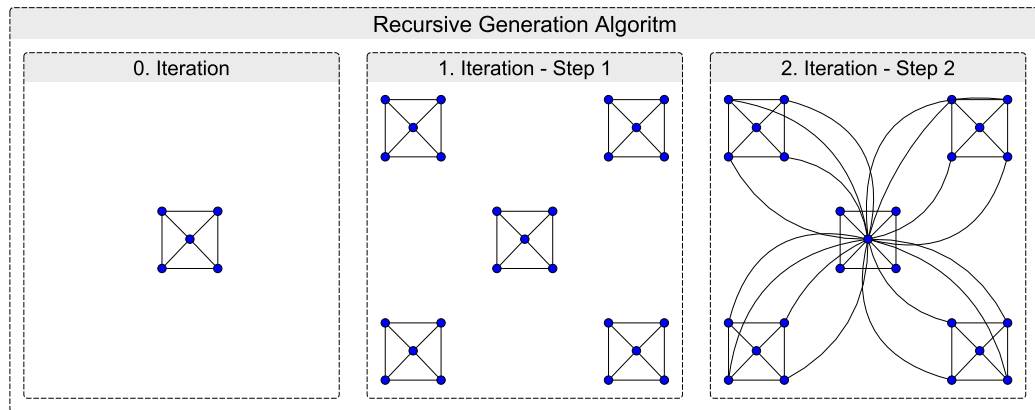 Recursive Generation Algoritm
0. Iteration
1. Iteration - Step 1
2. Iteration - Step 2